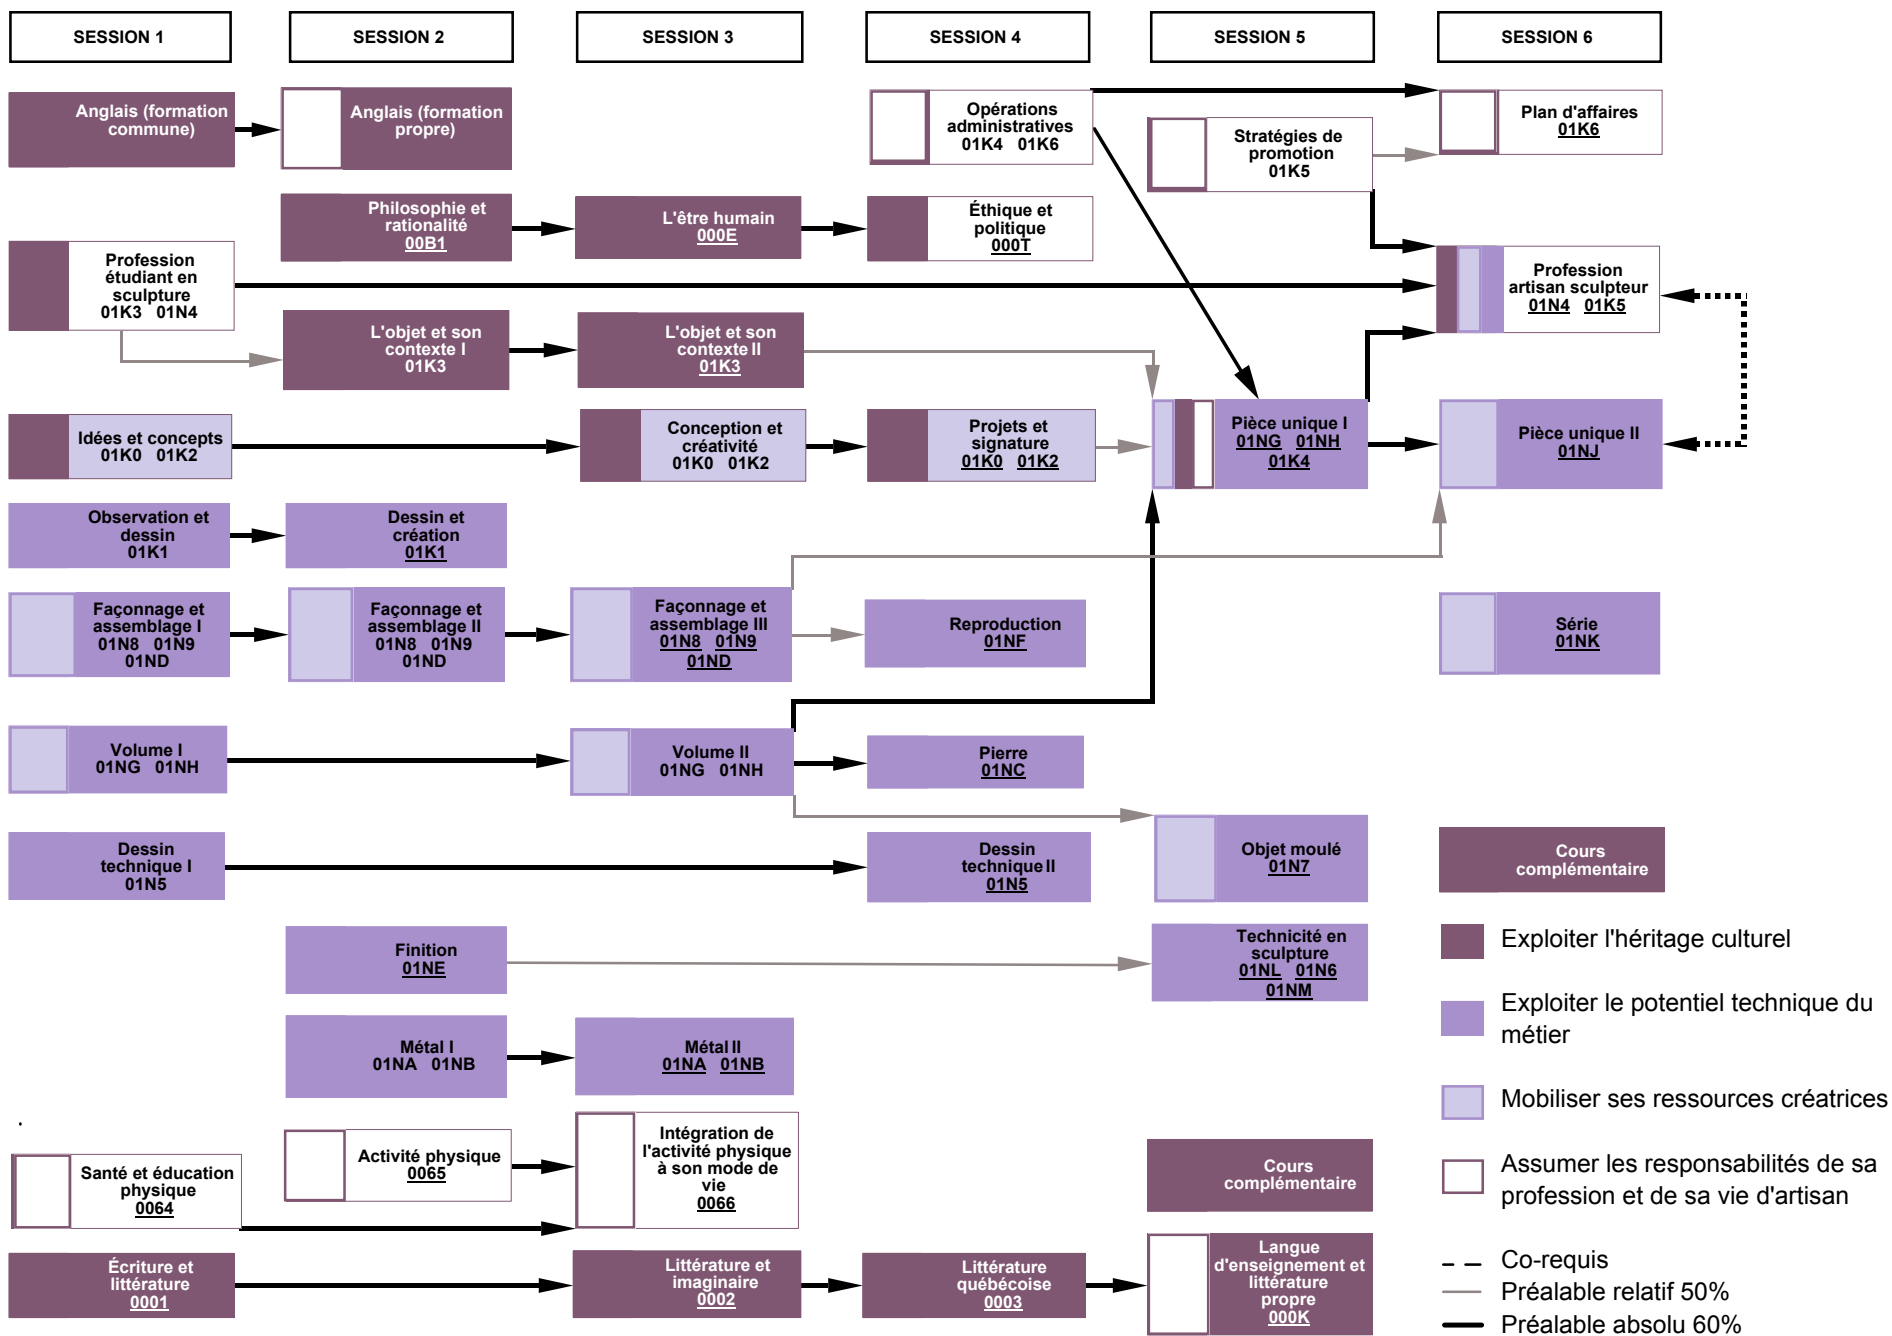 SESSION 1
SESSION 2
SESSION 3
SESSION 4
SESSION 5
SESSION 6
Anglais (formation
commune)
Anglais (formation
propre)
Opérations
administratives
01K4 01K6
Stratégies de
promotion
01K5
Plan d'affaires
01K6
Philosophie et
rationalité
00B1
L'être humain
000E
Éthique et
politique
000T
Profession
étudiant en
sculpture
01K3 01N4
Profession
artisan sculpteur
01N4 01K5
L'objet et son
contexte I
01K3
L'objet et son
contexte II
01K3
Idées et concepts
01K0 01K2
Conception et
créativité
01K0 01K2
Projets et
signature
01K0 01K2
Pièce unique I
01NG 01NH
01K4
Pièce unique II
01NJ
Observation et
dessin
01K1
Dessin et
création
01K1
Façonnage et
assemblage I
01N8 01N9
01ND
Façonnage et
assemblage II
01N8 01N9
01ND
Façonnage et
assemblage III
01N8 01N9
01ND
Reproduction
01NF
Série
01NK
Volume I
01NG 01NH
Volume II
01NG 01NH
Pierre
01NC
Dessin
technique I
01N5
Dessin
technique II
01N5
Objet moulé
01N7
Cours
complémentaire
Finition
01NE
Technicité en
sculpture
01NL 01N6
01NM
Métal I
01NA 01NB
Métal II
01NA 01NB
Santé et éducation
physique
0064
Activité physique
0065
Intégration de
l'activité physique
à son mode de
vie
0066
Cours
complémentaire
Écriture et
littérature
0001
Littérature et
imaginaire
0002
Littérature
québécoise
0003
Langue
d'enseignement et
littérature
propre
000K
Exploiter l'héritage culturel
Exploiter le potentiel technique du
métier
Mobiliser ses ressources créatrices
Assumer les responsabilités de sa
profession et de sa vie d'artisan
Co-requis
Préalable relatif 50%
Préalable absolu 60%